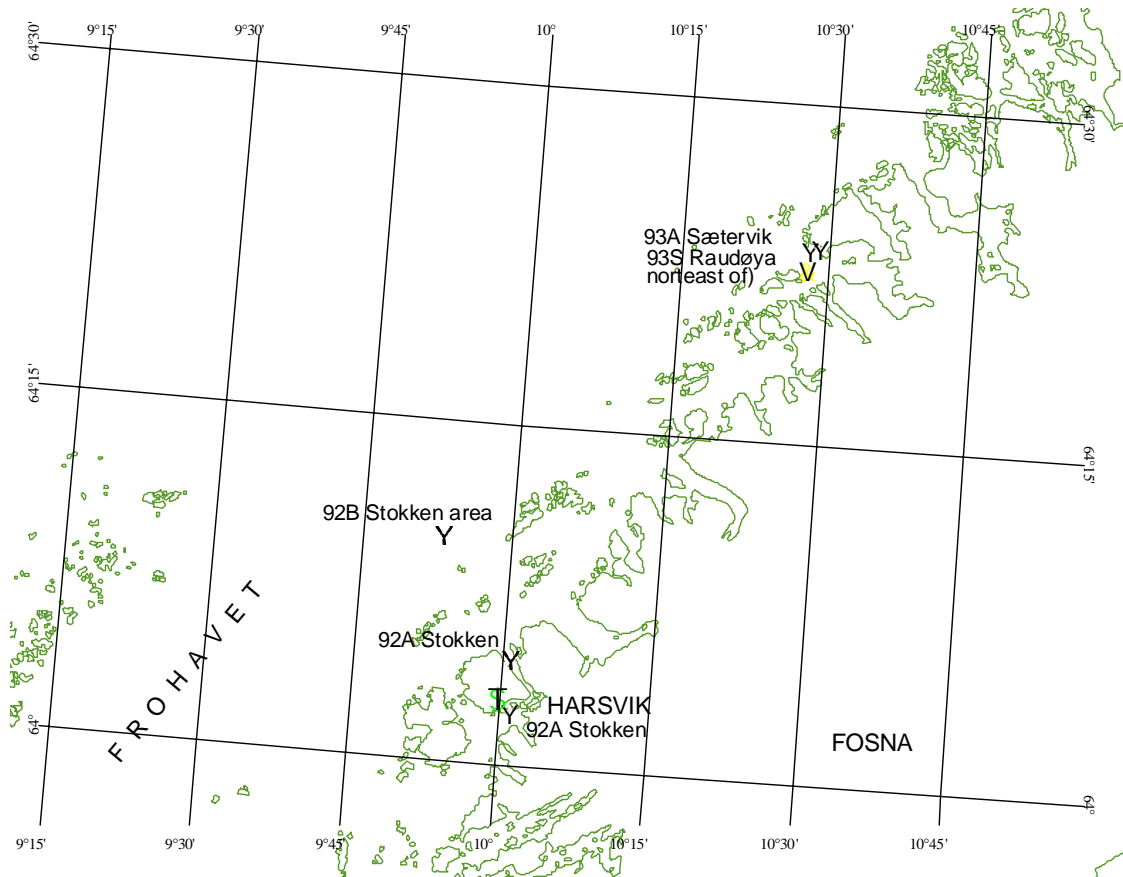 9°15' 9°30' 9°45' 10° 10°15' 10°30' 10°45'
64°30'
64°30'
93A Sætervik
93S Raudøya
norteast of)
Y Y
V
64°15'
64°15'
92B Stokken area
Y
FROHAVET
92A Stokken
Y
T
S
Y
HARSVIK
92A Stokken
FOSNA
64°
64°
9°15' 9°30' 9°45' 10° 10°15' 10°30' 10°45'